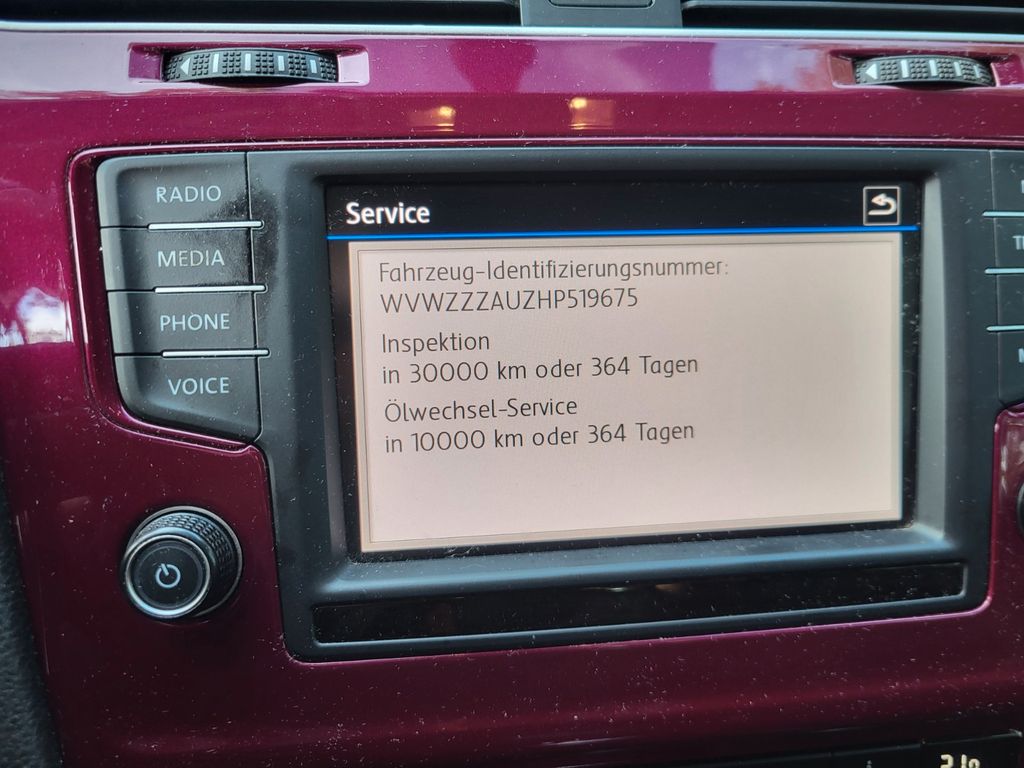 RADIO
MEDIA
PHONE
VOICE
Service
Fahrzeug-Identifizierungsnummer:
WVWZZZAUZHP519675
Inspektion
in 30000 km oder 364 Tagen
Ölwechsel-Service
in 10000 km oder 364 Tagen